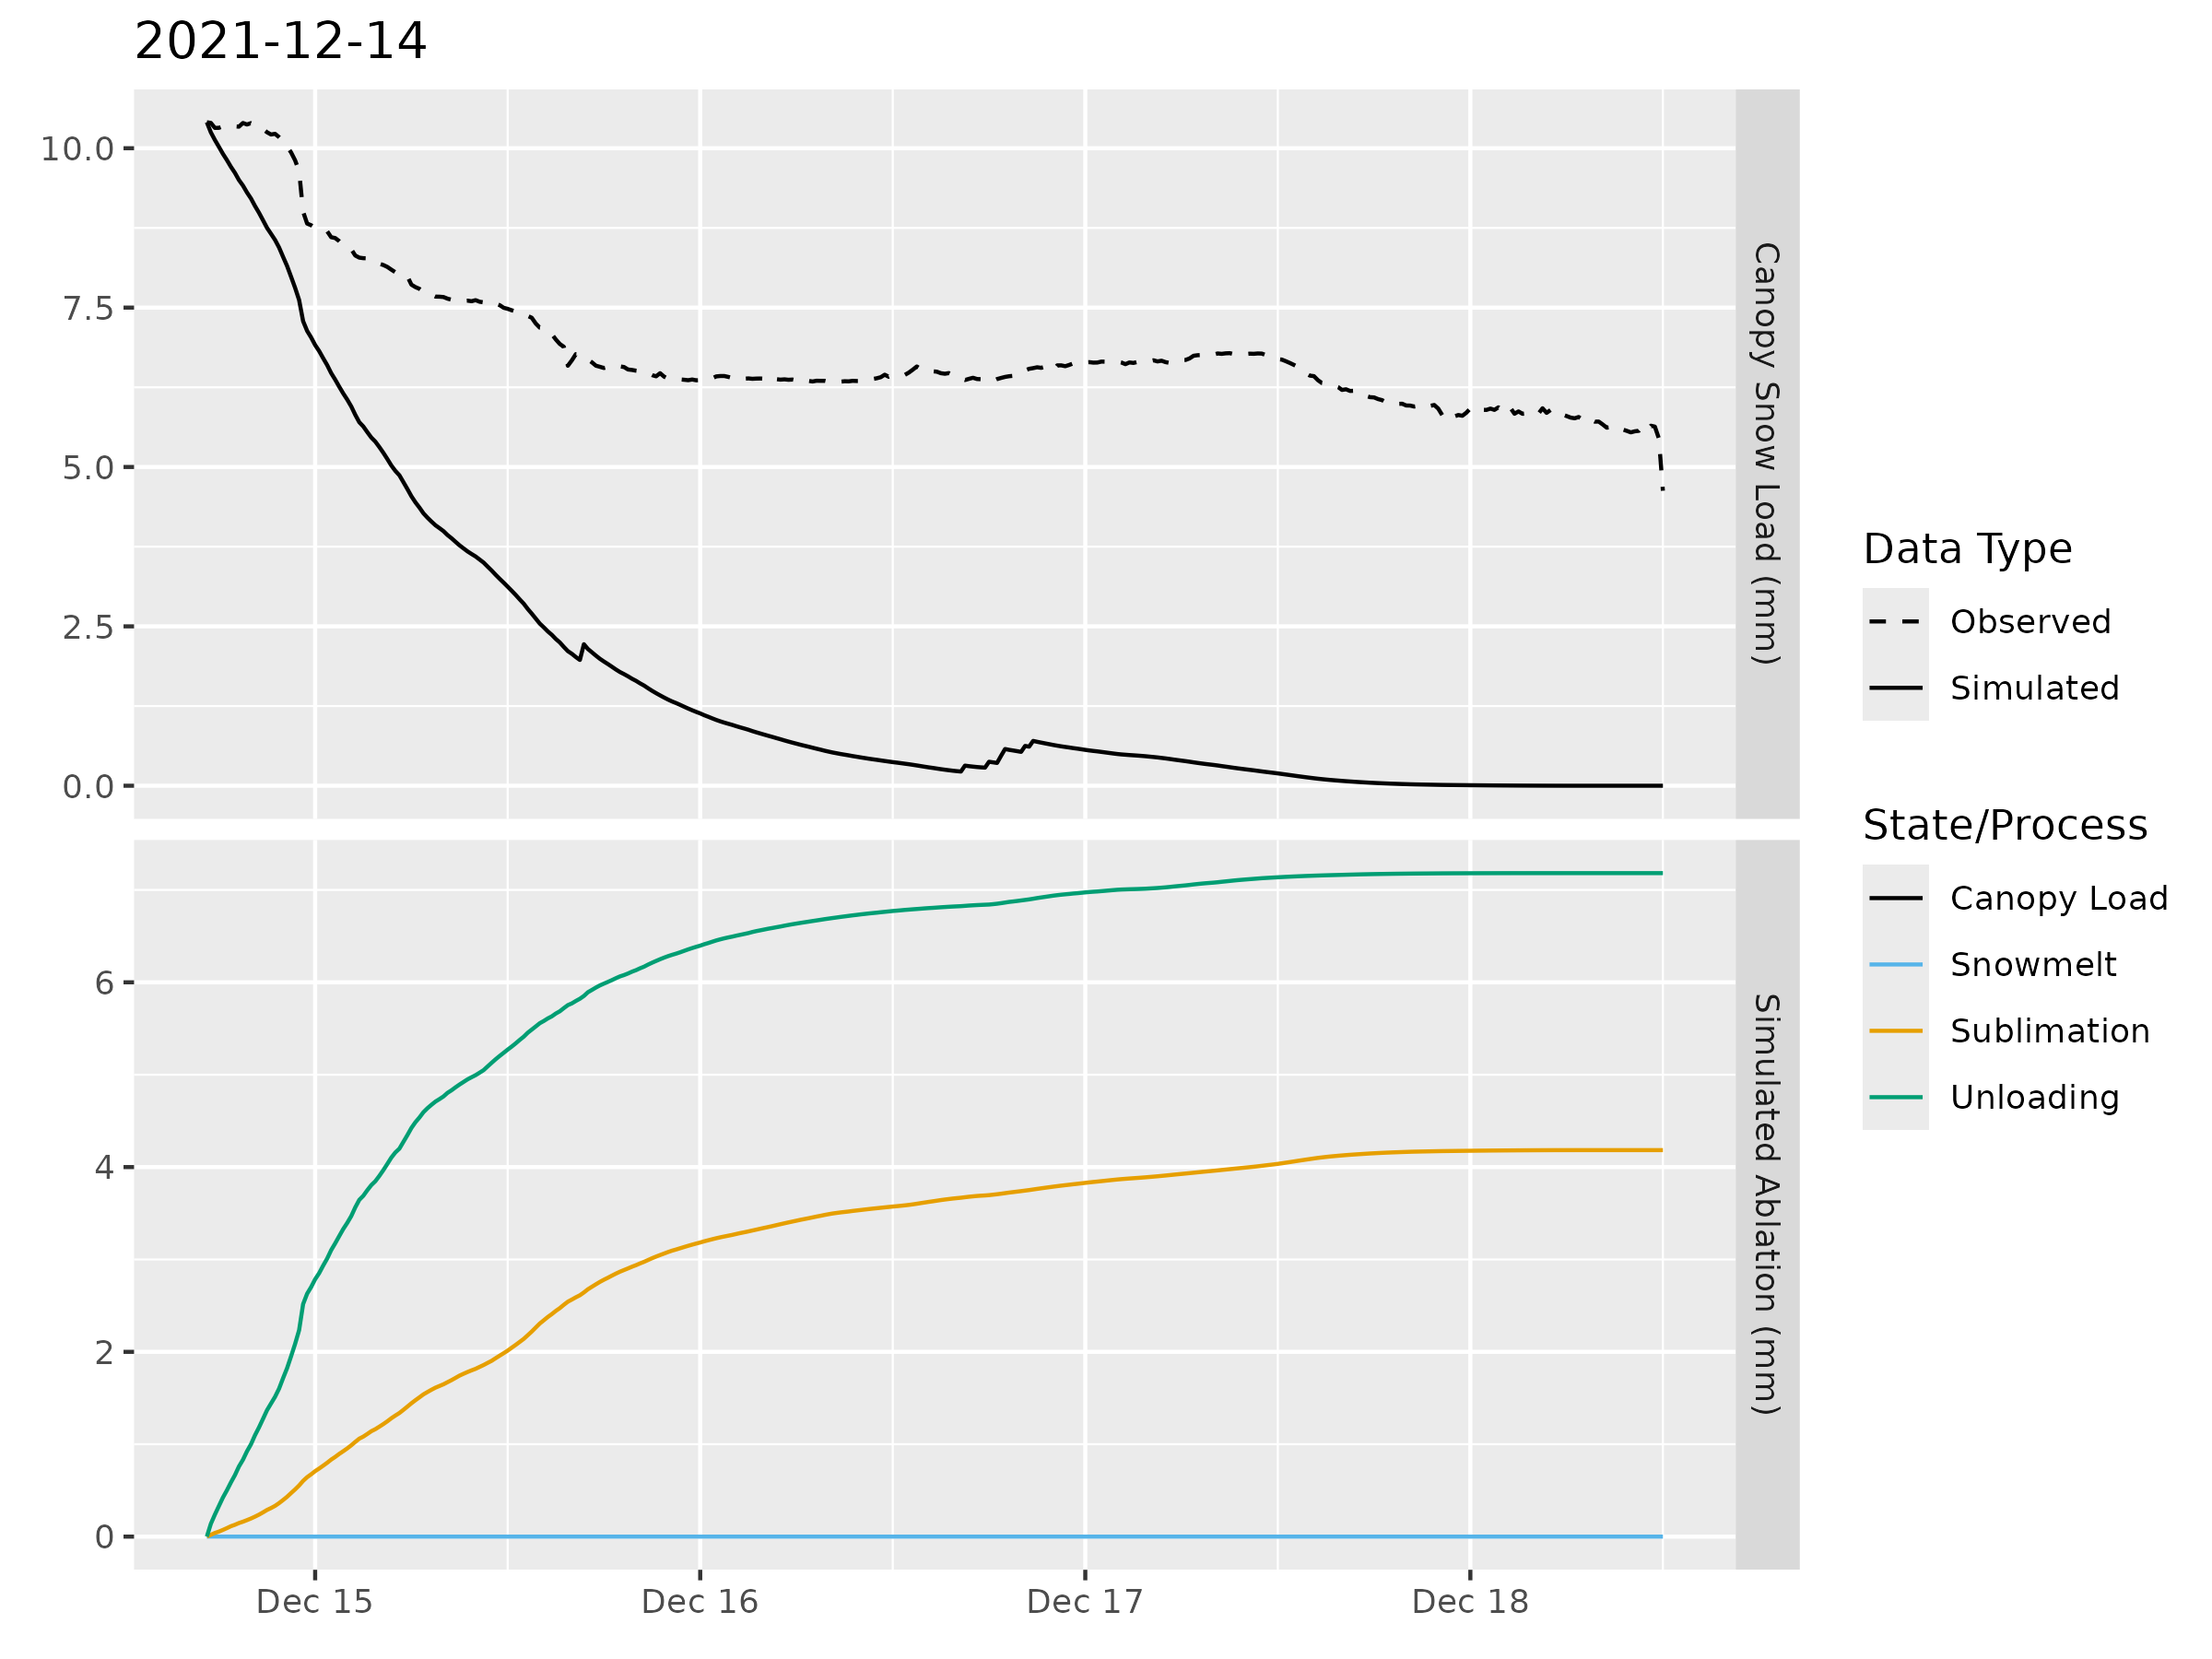 2021-12-14
10.0
7.5
5.0
2.5
0.0
Canopy Snow Load (mm)
6
4
2
0
Simulated Ablation (mm)
Dec 15
Dec 16
Dec 17
Dec 18
Data Type
Observed
Simulated
State/Process
Canopy Load
Snowmelt
Sublimation
Unloading